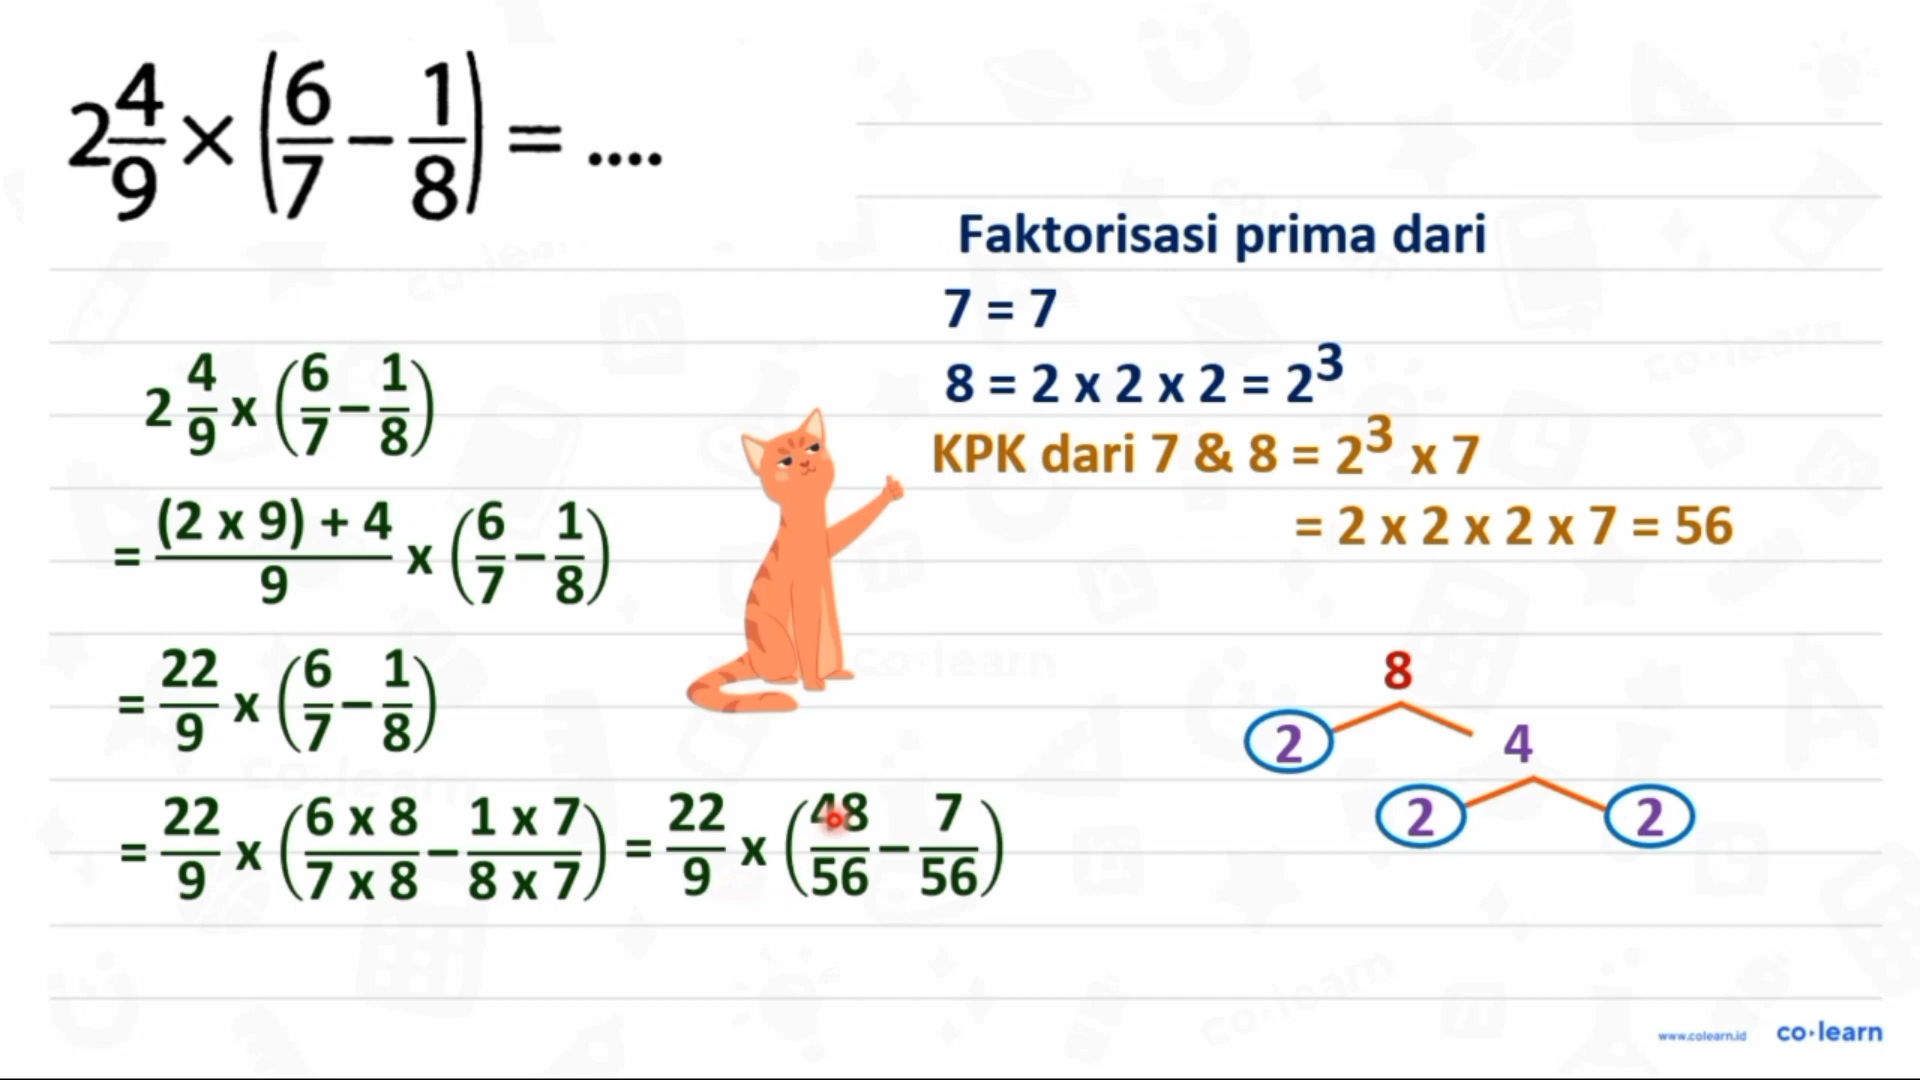 2 4/9 × (6/7 − 1/8) = ....
Faktorisasi prima dari
7 = 7
8 = 2 x 2 x 2 = 2³
KPK dari 7 & 8 = 2³ x 7
= 2 x 2 x 2 x 7 = 56
2 4/9 x (6/7 − 1/8)
= (2 x 9) + 4 / 9 x (6/7 − 1/8)
= 22/9 x (6/7 − 1/8)
= 22/9 x (6 x 8 / 7 x 8 − 1 x 7 / 8 x 7) = 22/9 x (48/56 − 7/56)
8
2 4
2 2
www.colearn.id co·learn